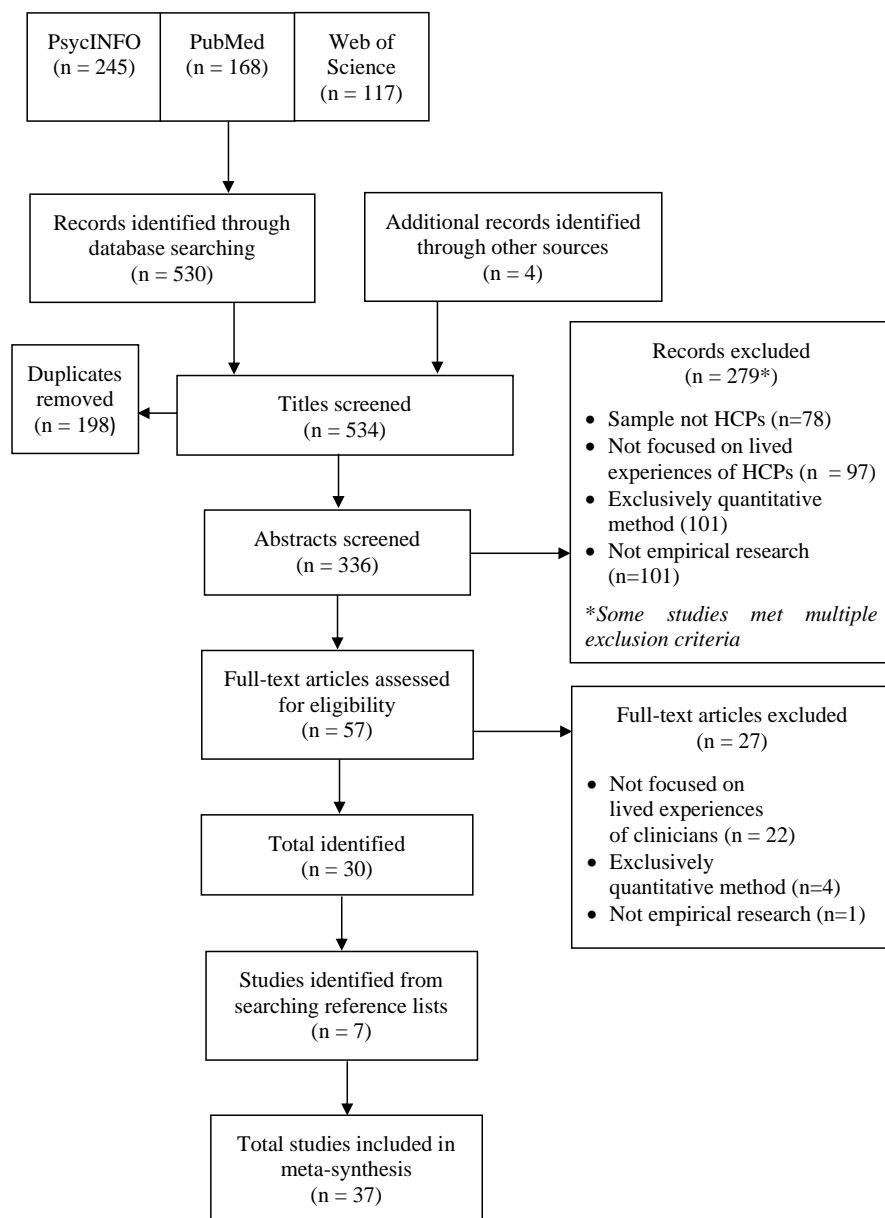 PsycINFO
(n = 245)
PubMed
(n = 168)
Web of
Science
(n = 117)
Records identified through
database searching
(n = 530)
Additional records identified
through other sources
(n = 4)
Duplicates
removed
(n = 198)
Titles screened
(n = 534)
Records excluded
(n = 279*)
• Sample not HCPs (n=78)
• Not focused on lived
experiences of HCPs (n = 97)
• Exclusively quantitative
method (101)
• Not empirical research
(n=101)
*Some studies met multiple
exclusion criteria
Abstracts screened
(n = 336)
Full-text articles assessed
for eligibility
(n = 57)
Full-text articles excluded
(n = 27)
• Not focused on
lived experiences
of clinicians (n = 22)
• Exclusively
quantitative method (n=4)
• Not empirical research (n=1)
Total identified
(n = 30)
Studies identified from
searching reference lists
(n = 7)
Total studies included in
meta-synthesis
(n = 37)